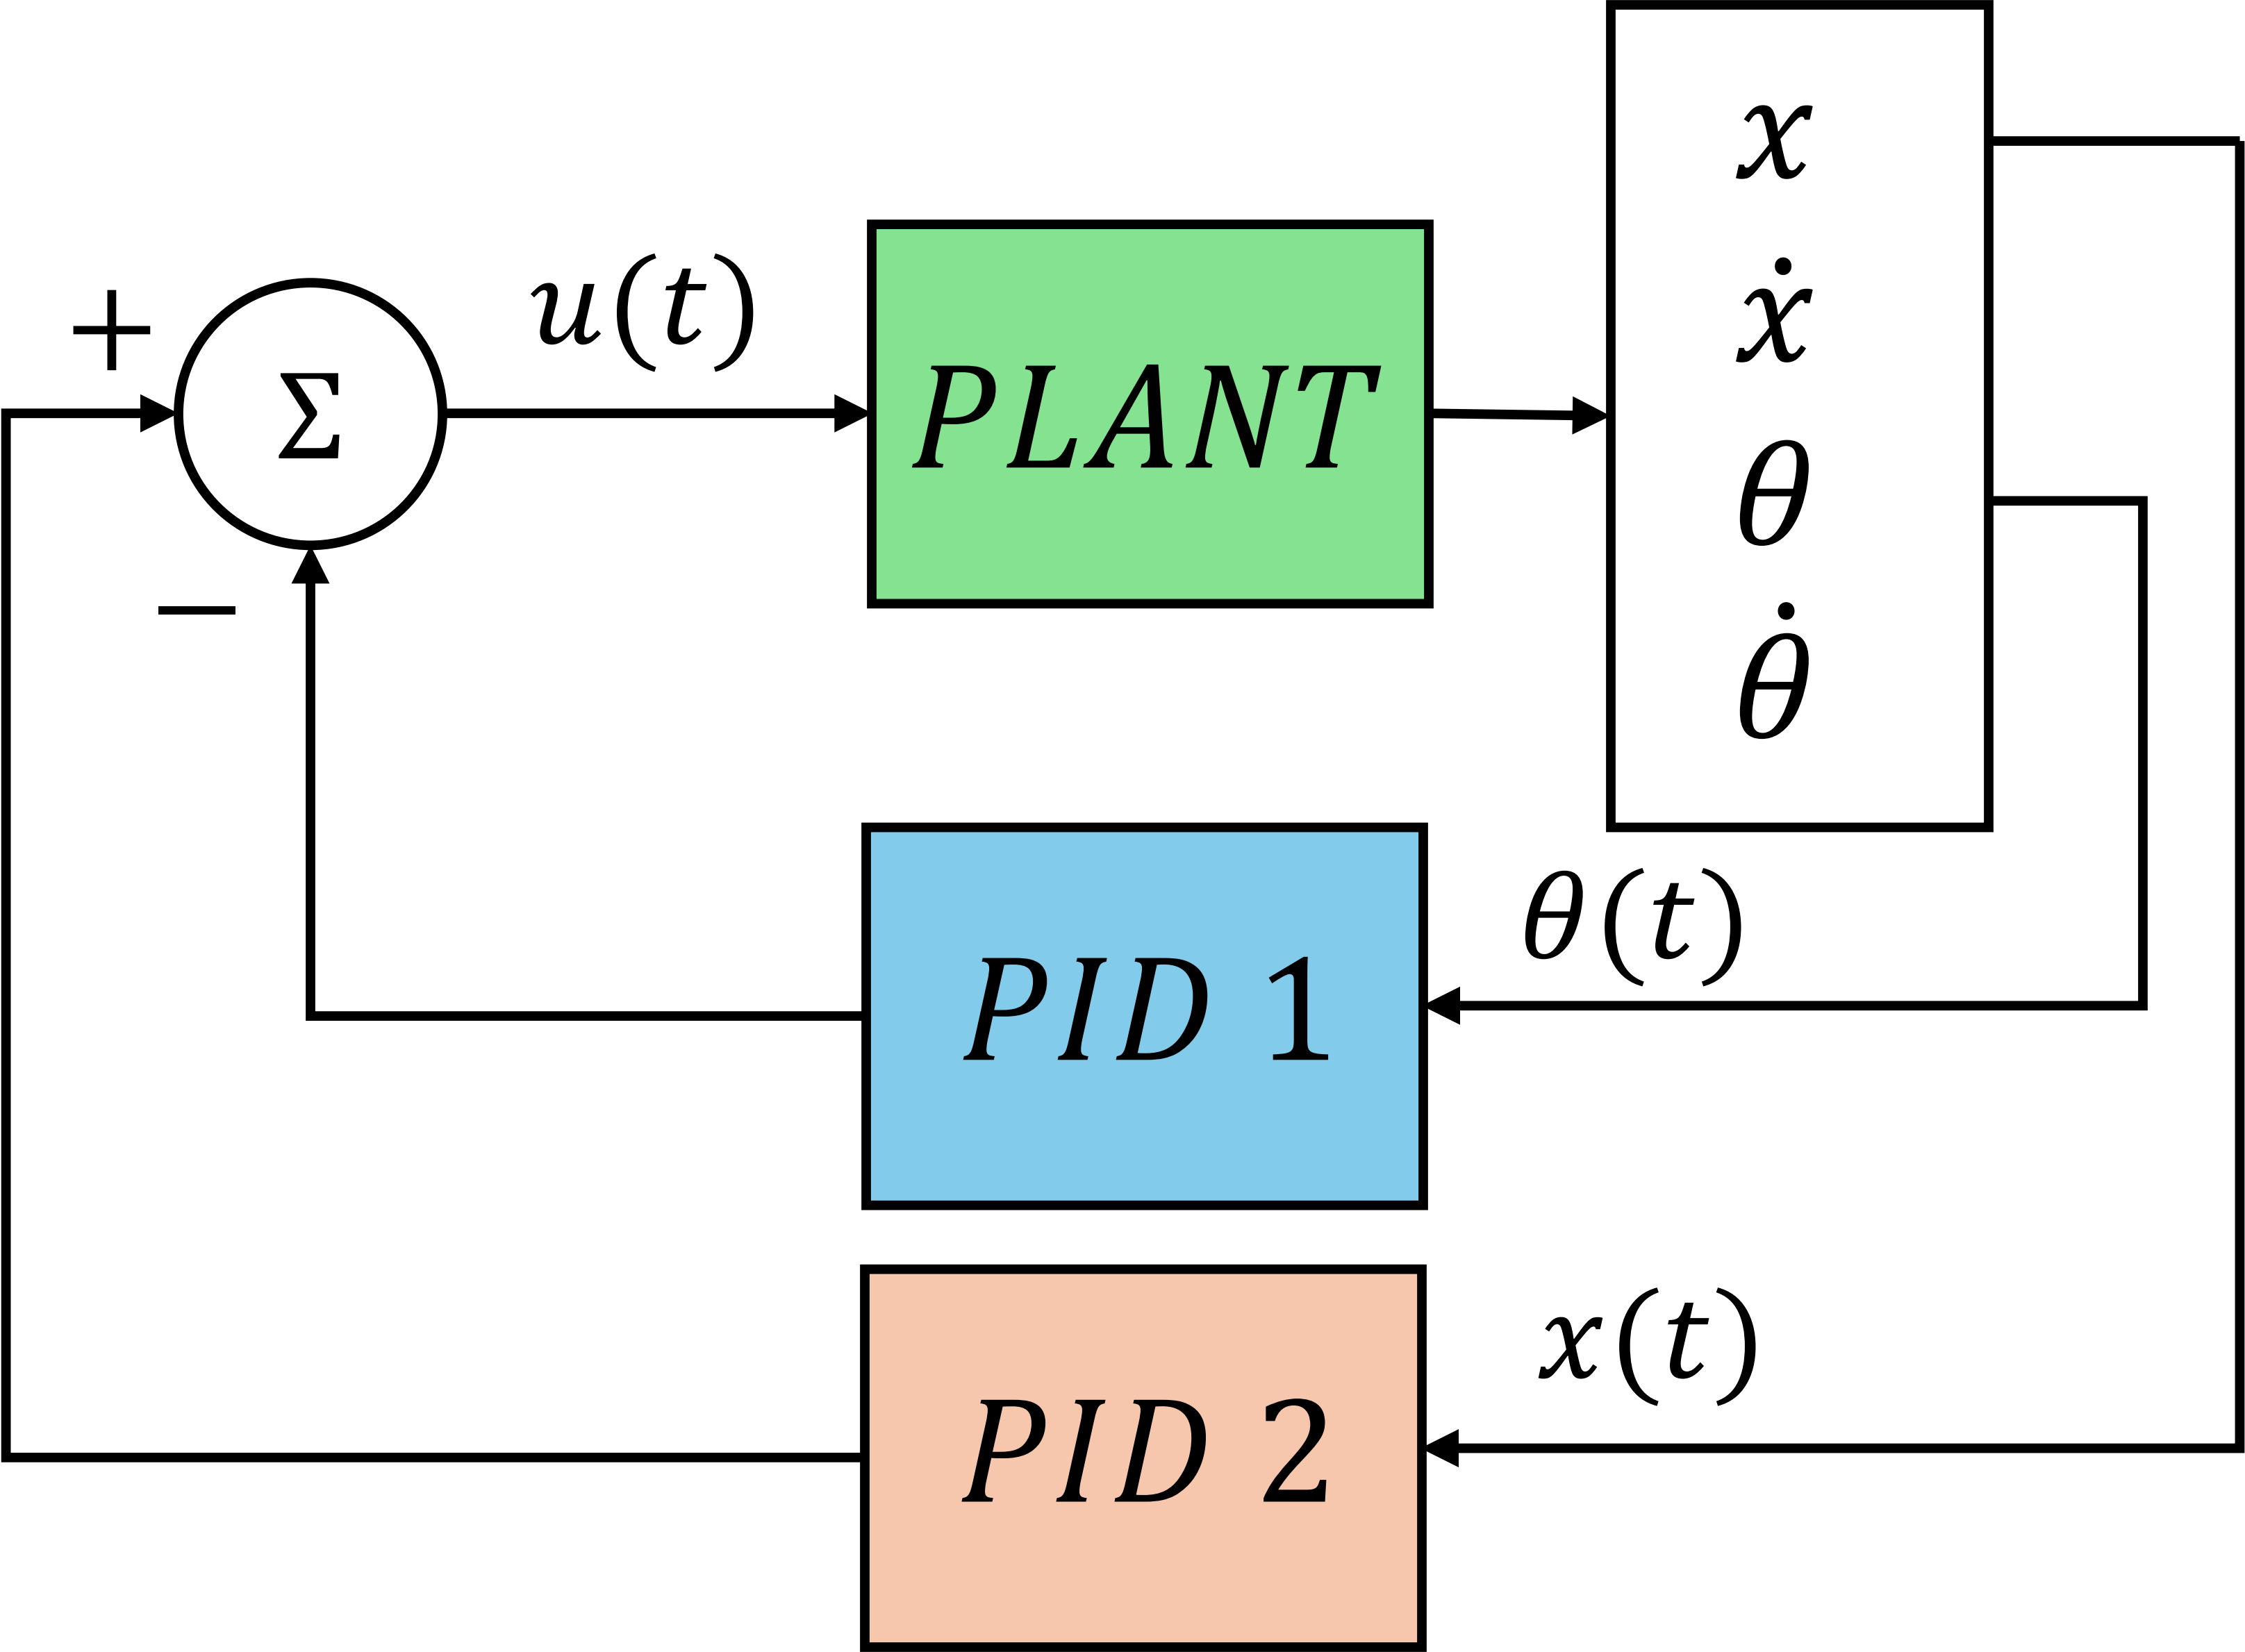 +
Σ
−
u(t)
PLANT
x
ẋ
θ
θ̇
PID 1
θ(t)
PID 2
x(t)